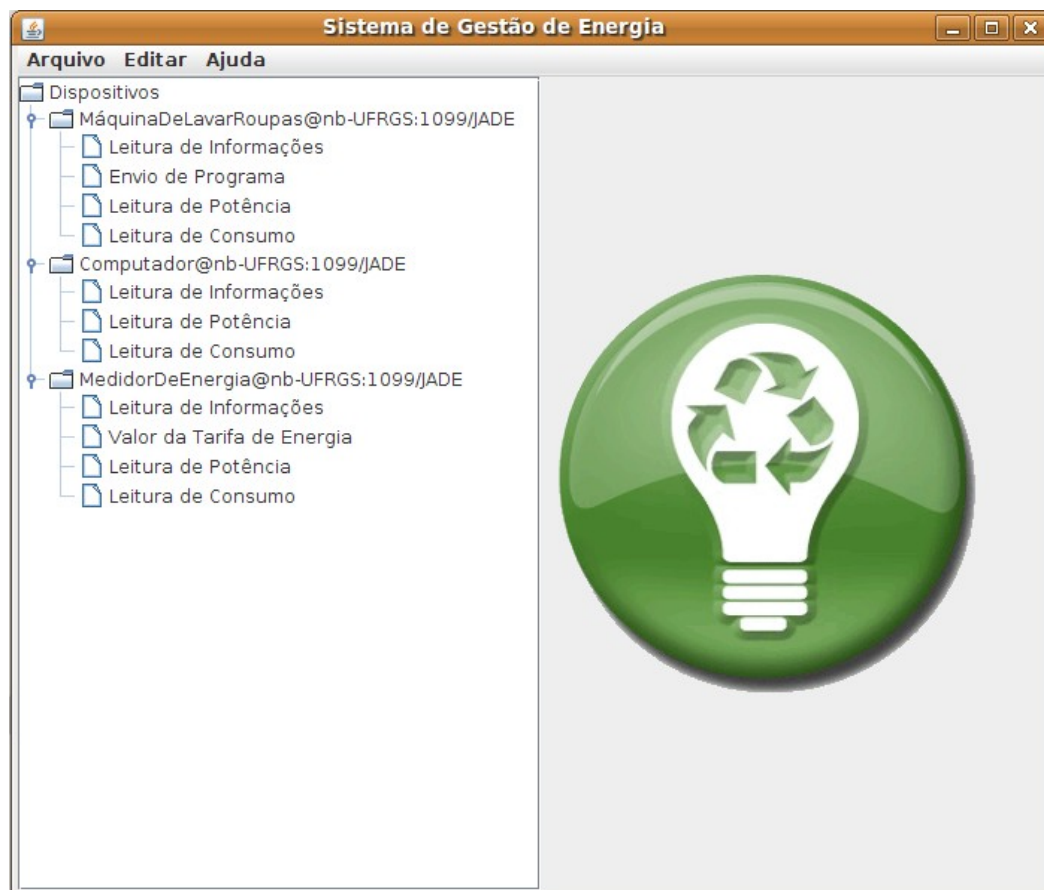 Sistema de Gestão de Energia
Arquivo Editar Ajuda
Dispositivos
MáquinaDeLavarRoupas@nb-UFRGS:1099/JADE
Leitura de Informações
Envio de Programa
Leitura de Potência
Leitura de Consumo
Computador@nb-UFRGS:1099/JADE
Leitura de Informações
Leitura de Potência
Leitura de Consumo
MedidorDeEnergia@nb-UFRGS:1099/JADE
Leitura de Informações
Valor da Tarifa de Energia
Leitura de Potência
Leitura de Consumo